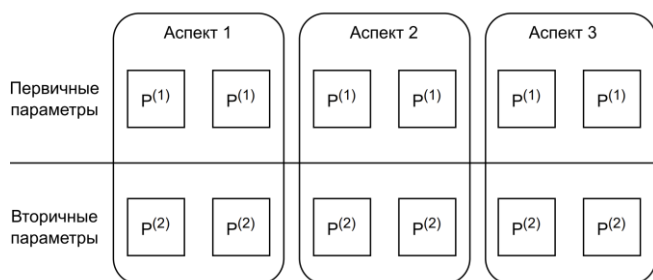 Аспект 1 Аспект 2 Аспект 3
Первичные
параметры
P(1) P(1) P(1) P(1) P(1) P(1)
Вторичные
параметры
P(2) P(2) P(2) P(2) P(2) P(2)